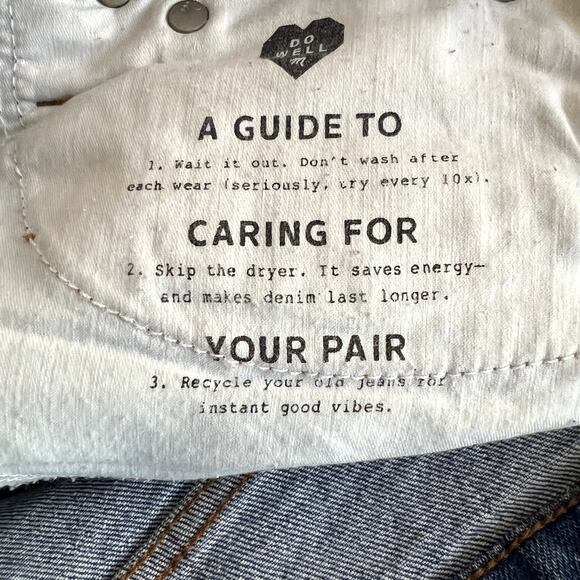 DO
WELL
m
A GUIDE TO
1. Wait it out. Don't wash after
each wear (seriously, try every 10x).
CARING FOR
2. Skip the dryer. It saves energy—
and makes denim last longer.
YOUR PAIR
3. Recycle your old jeans for
instant good vibes.